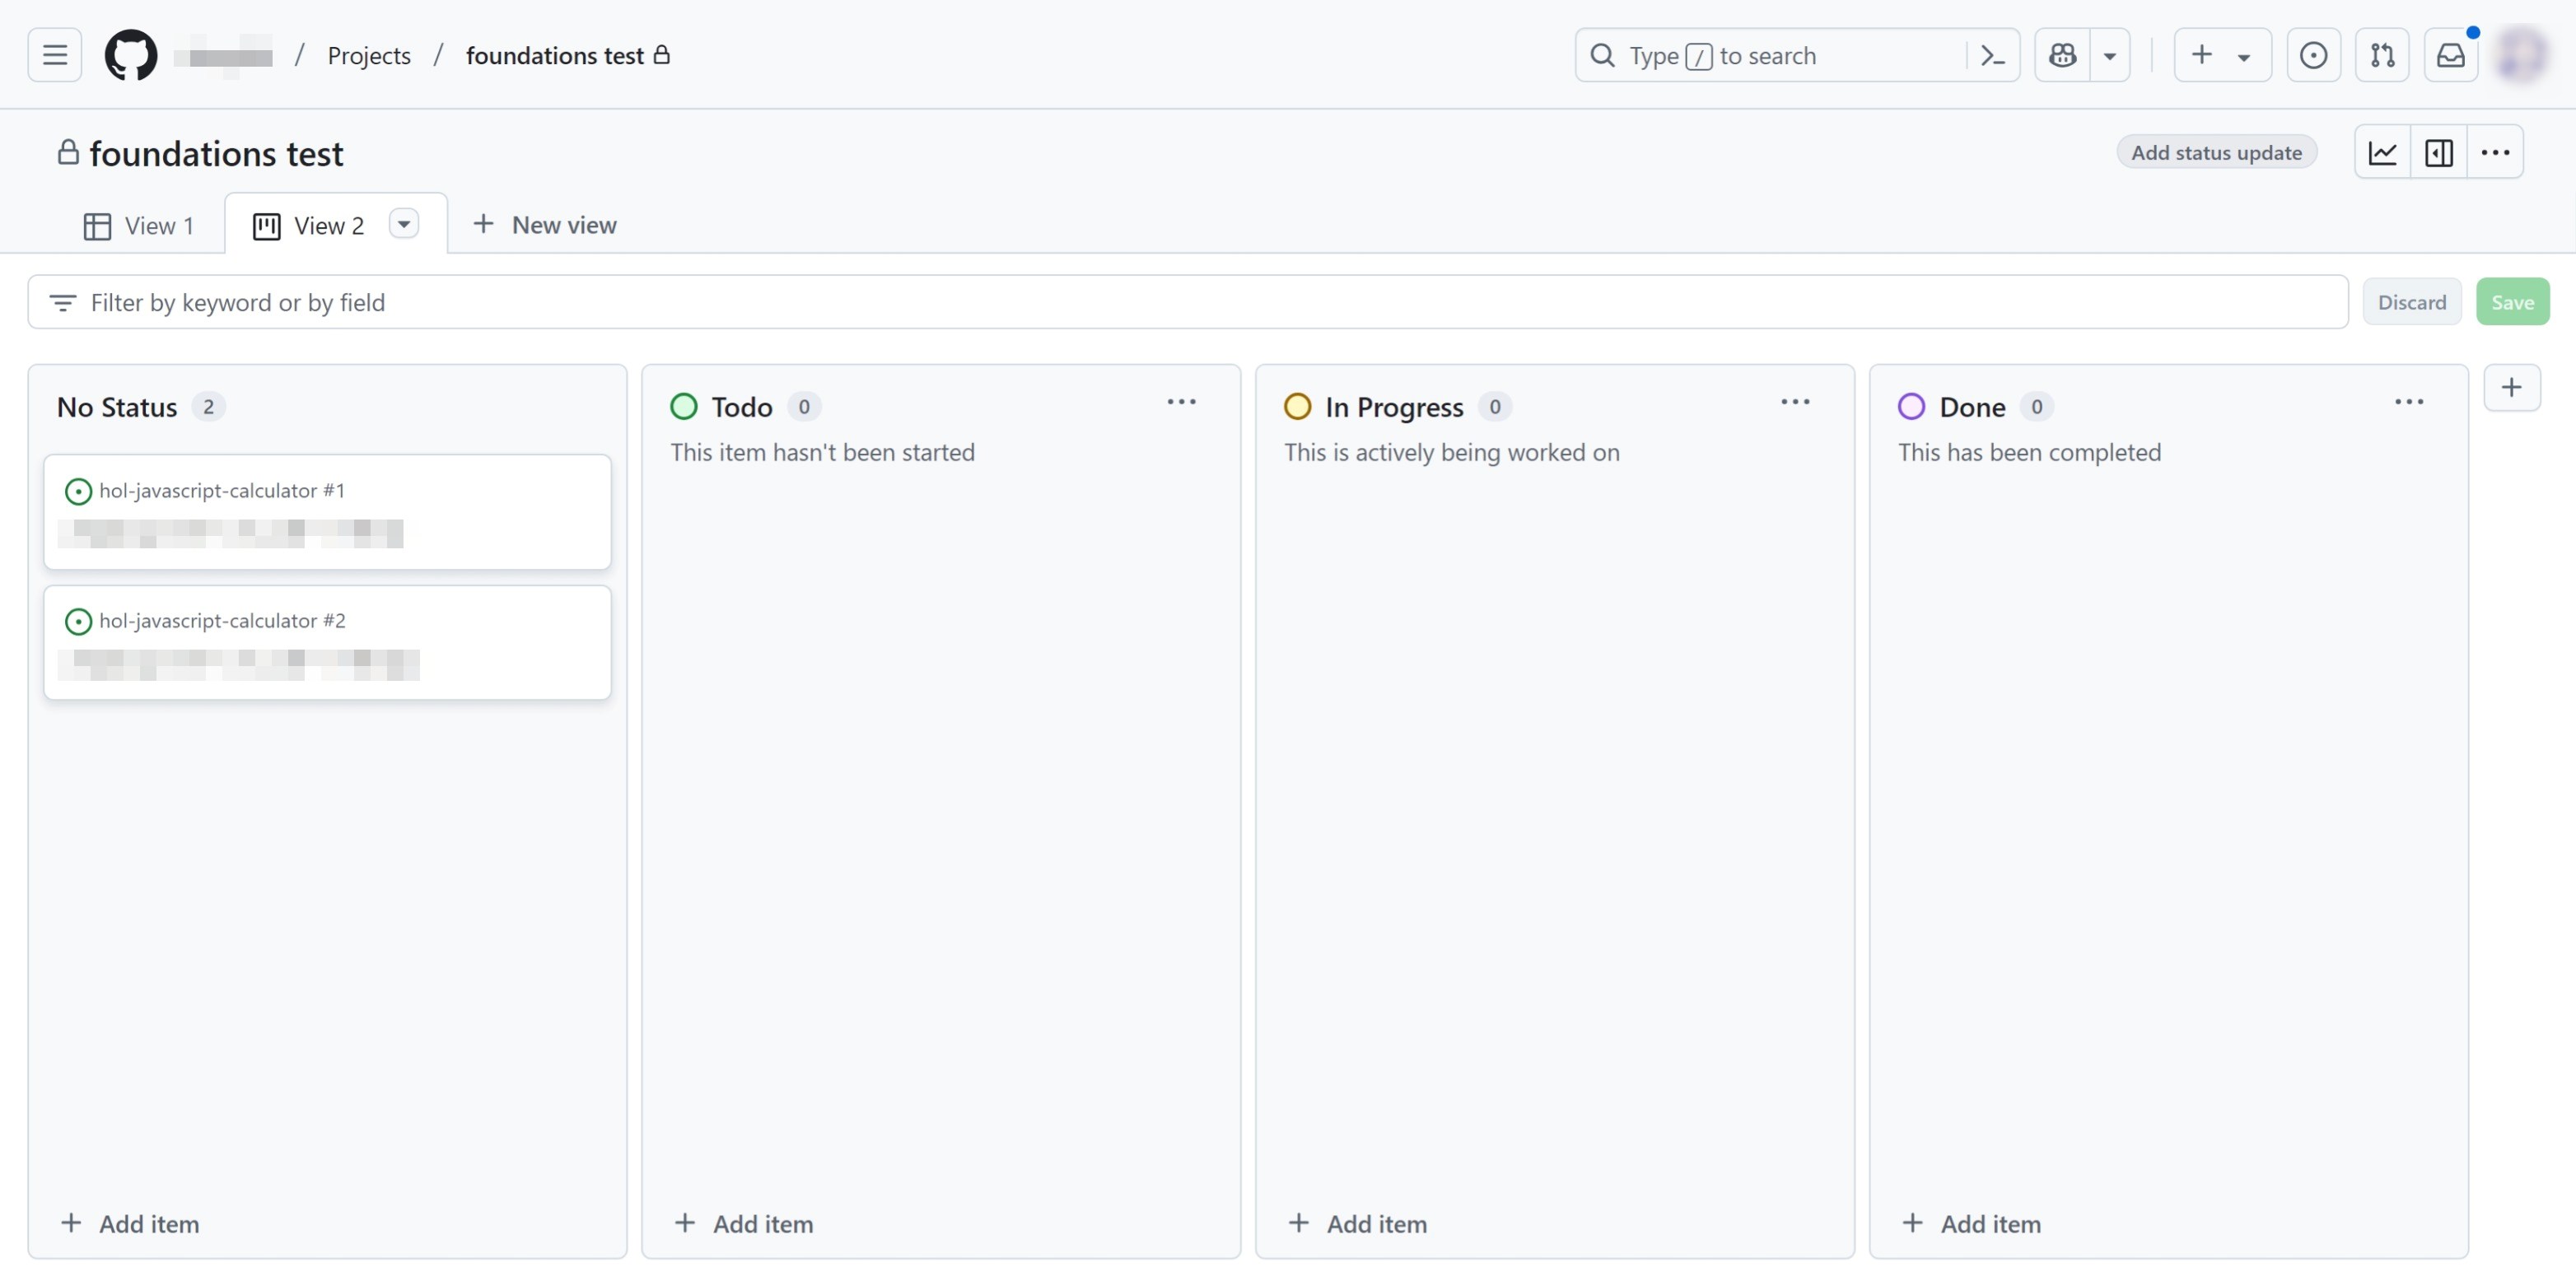 / Projects / foundations test
Type / to search
foundations test
Add status update
View 1
View 2
New view
Filter by keyword or by field
Discard
Save
No Status 2
hol-javascript-calculator #1
hol-javascript-calculator #2
Add item
Todo 0
This item hasn't been started
Add item
In Progress 0
This is actively being worked on
Add item
Done 0
This has been completed
Add item